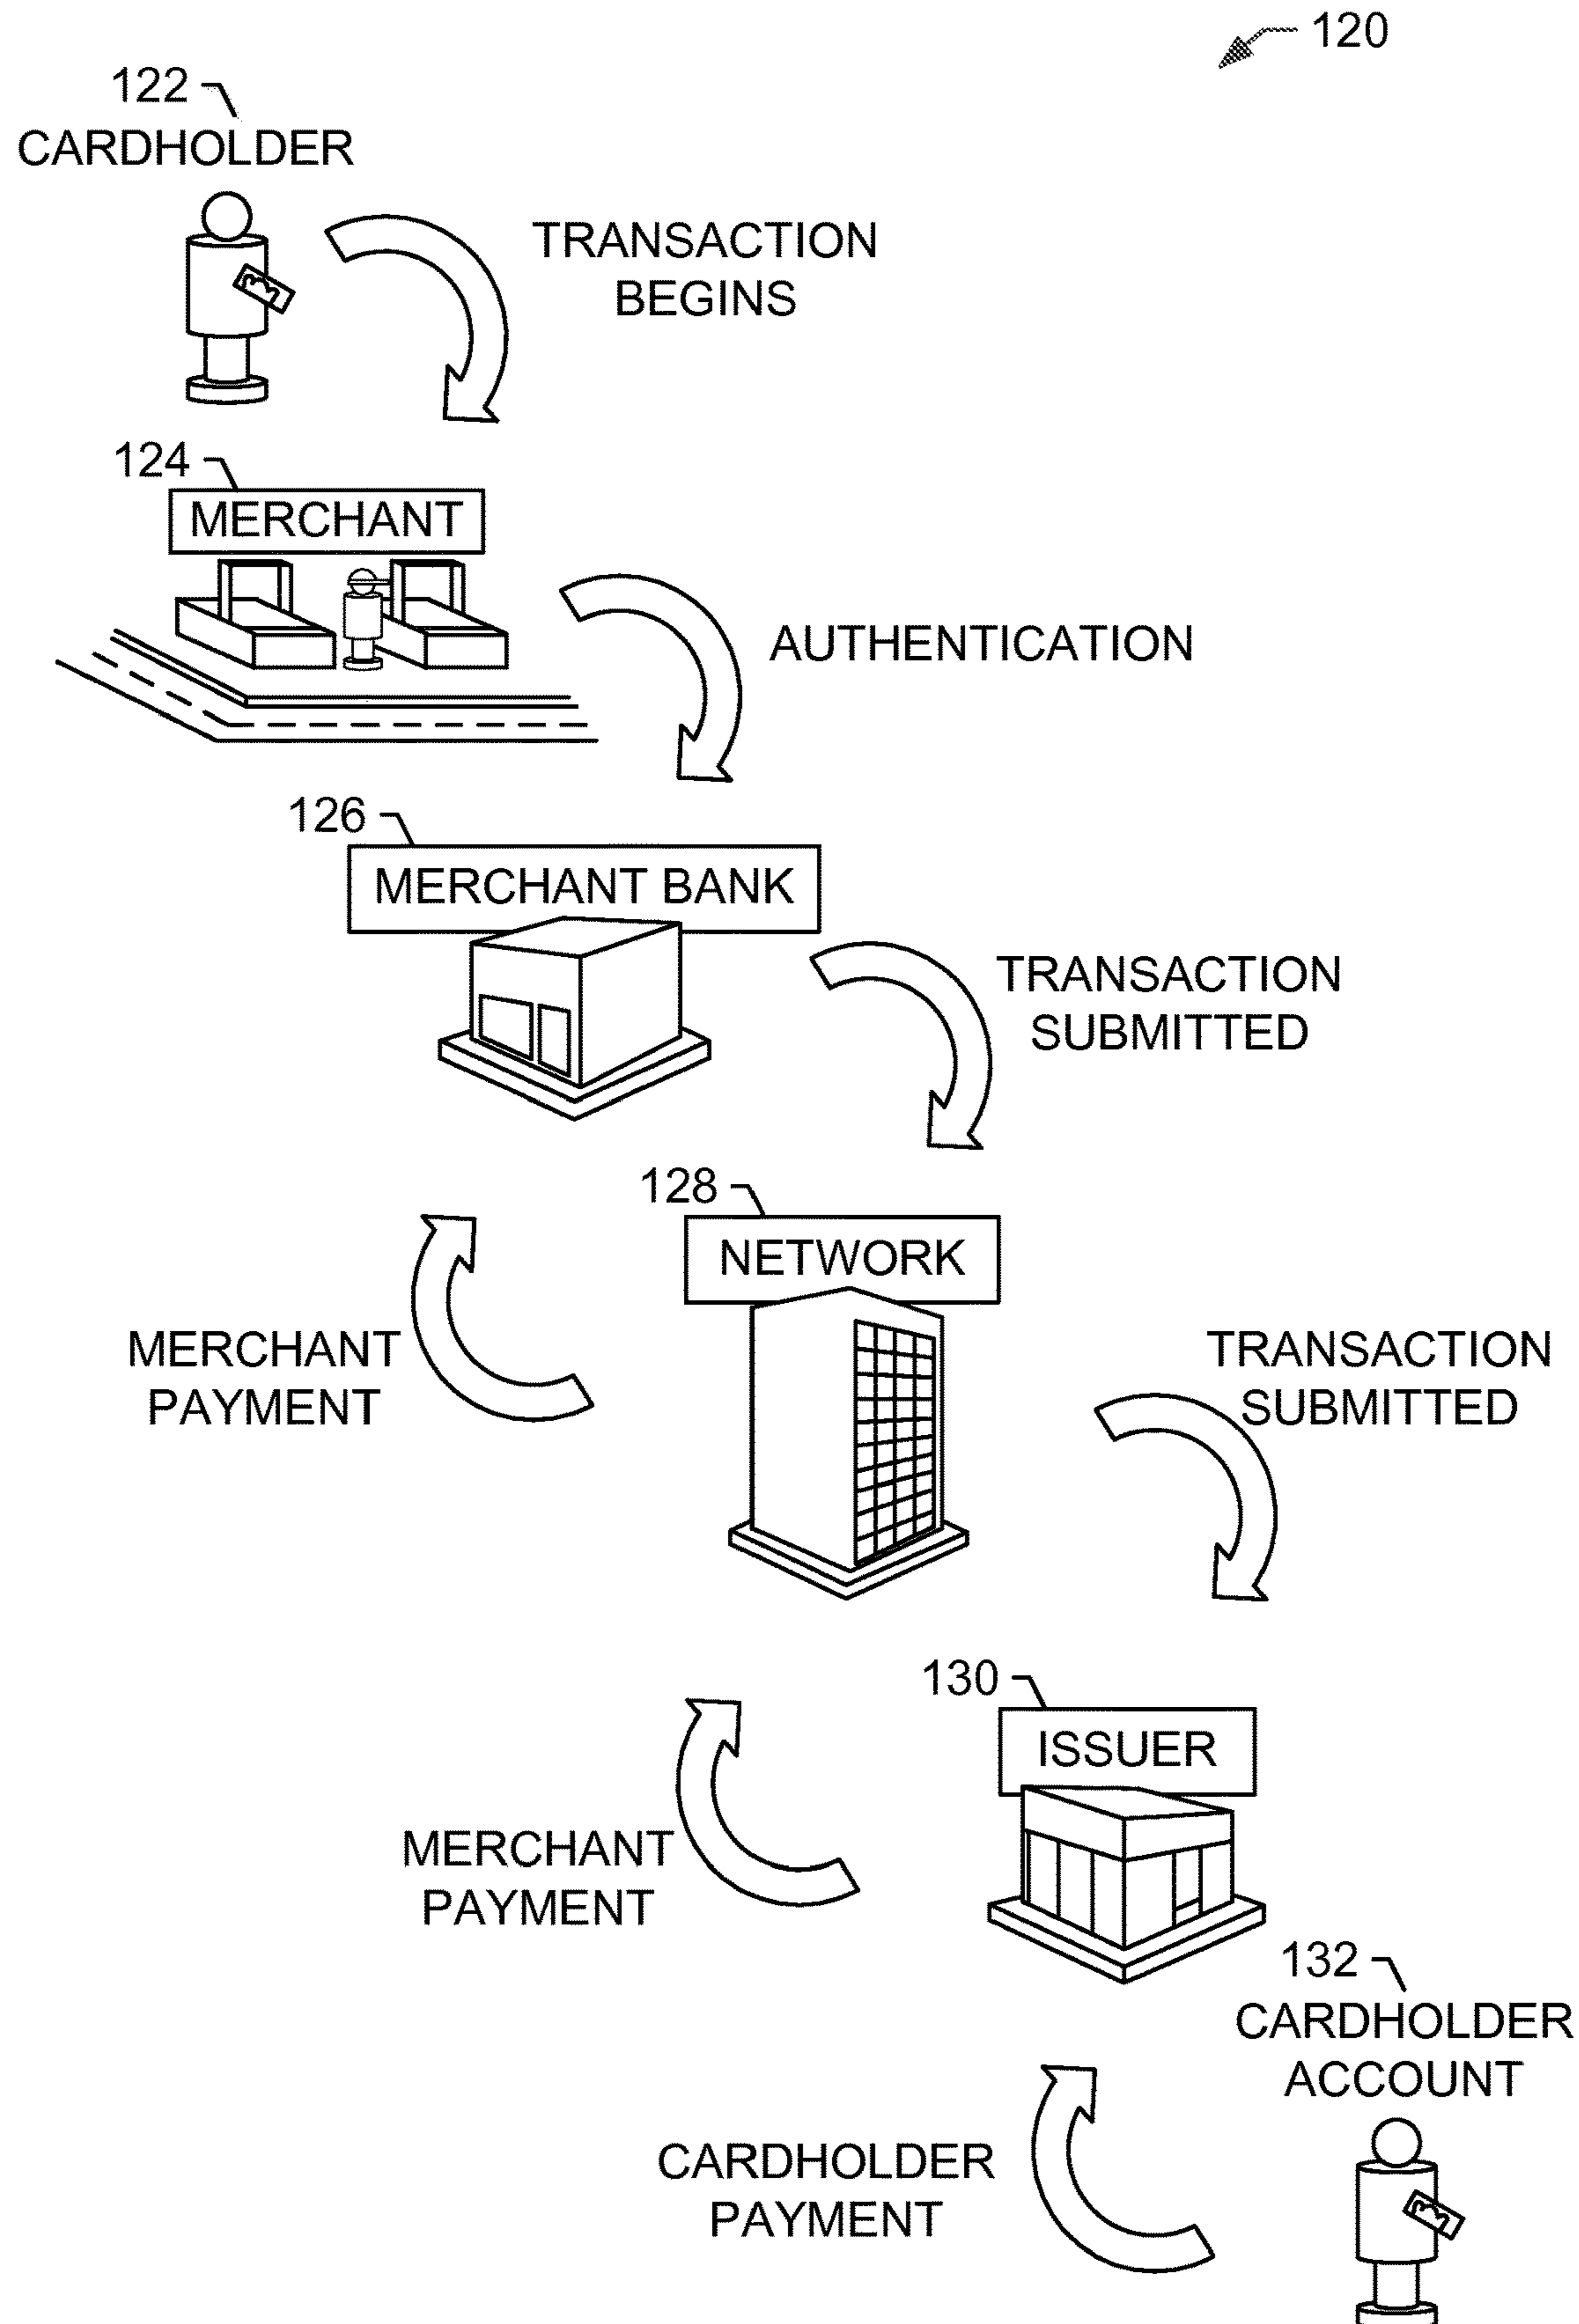 120
122
CARDHOLDER
TRANSACTION
BEGINS
124
MERCHANT
AUTHENTICATION
126
MERCHANT BANK
TRANSACTION
SUBMITTED
128
NETWORK
MERCHANT
PAYMENT
TRANSACTION
SUBMITTED
130
ISSUER
MERCHANT
PAYMENT
132
CARDHOLDER
ACCOUNT
CARDHOLDER
PAYMENT